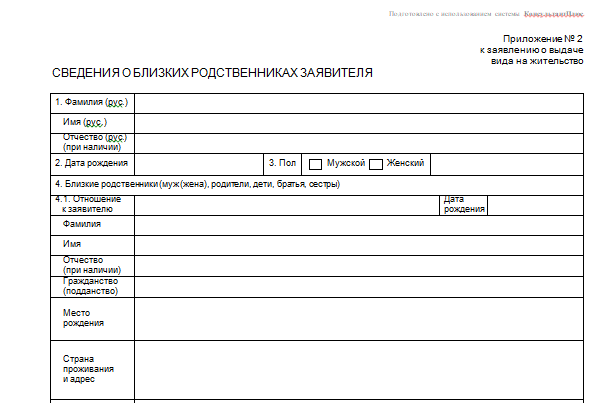 Подготовлено с использованием системы КонсультантПлюс
Приложение № 2
к заявлению о выдаче
вида на жительство
СВЕДЕНИЯ О БЛИЗКИХ РОДСТВЕННИКАХ ЗАЯВИТЕЛЯ
1. Фамилия (рус.)
Имя (рус.)
Отчество (рус.)
(при наличии)
2. Дата рождения
3. Пол
Мужской
Женский
4. Близкие родственники (муж (жена), родители, дети, братья, сестры)
4.1. Отношение
к заявителю
Дата
рождения
Фамилия
Имя
Отчество
(при наличии)
Гражданство
(подданство)
Место
рождения
Страна
проживания
и адрес